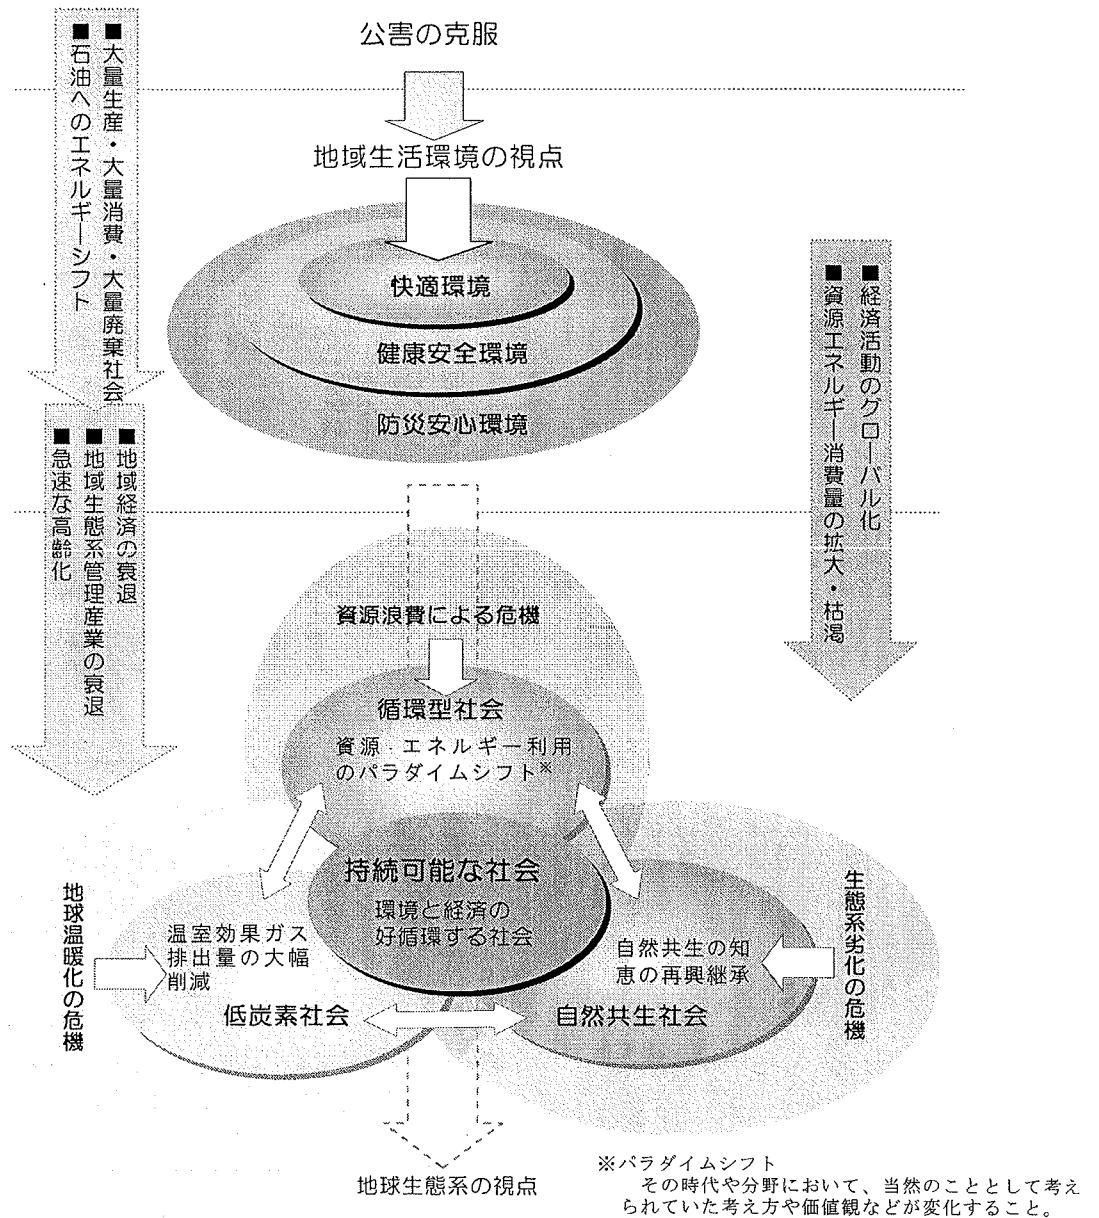 公害の克服
■大量生産・大量消費・大量廃棄社会
■石油へのエネルギーシフト
地域生活環境の視点
快適環境
健康安全環境
防災安心環境
■経済活動のグローバル化
■資源エネルギー消費量の拡大・枯渇
■地域経済の衰退
■地域生態系管理産業の衰退
■急速な高齢化
資源浪費による危機
循環型社会
資源・エネルギー利用
のパラダイムシフト※
持続可能な社会
環境と経済の
好循環する社会
地球温暖化の危機
温室効果ガス
排出量の大幅
削減
低炭素社会
自然共生の知
恵の再興継承
自然共生社会
生態系劣化の危機
地球生態系の視点
※パラダイムシフト
その時代や分野において、当然のこととして考え
られていた考え方や価値観などが変化すること。